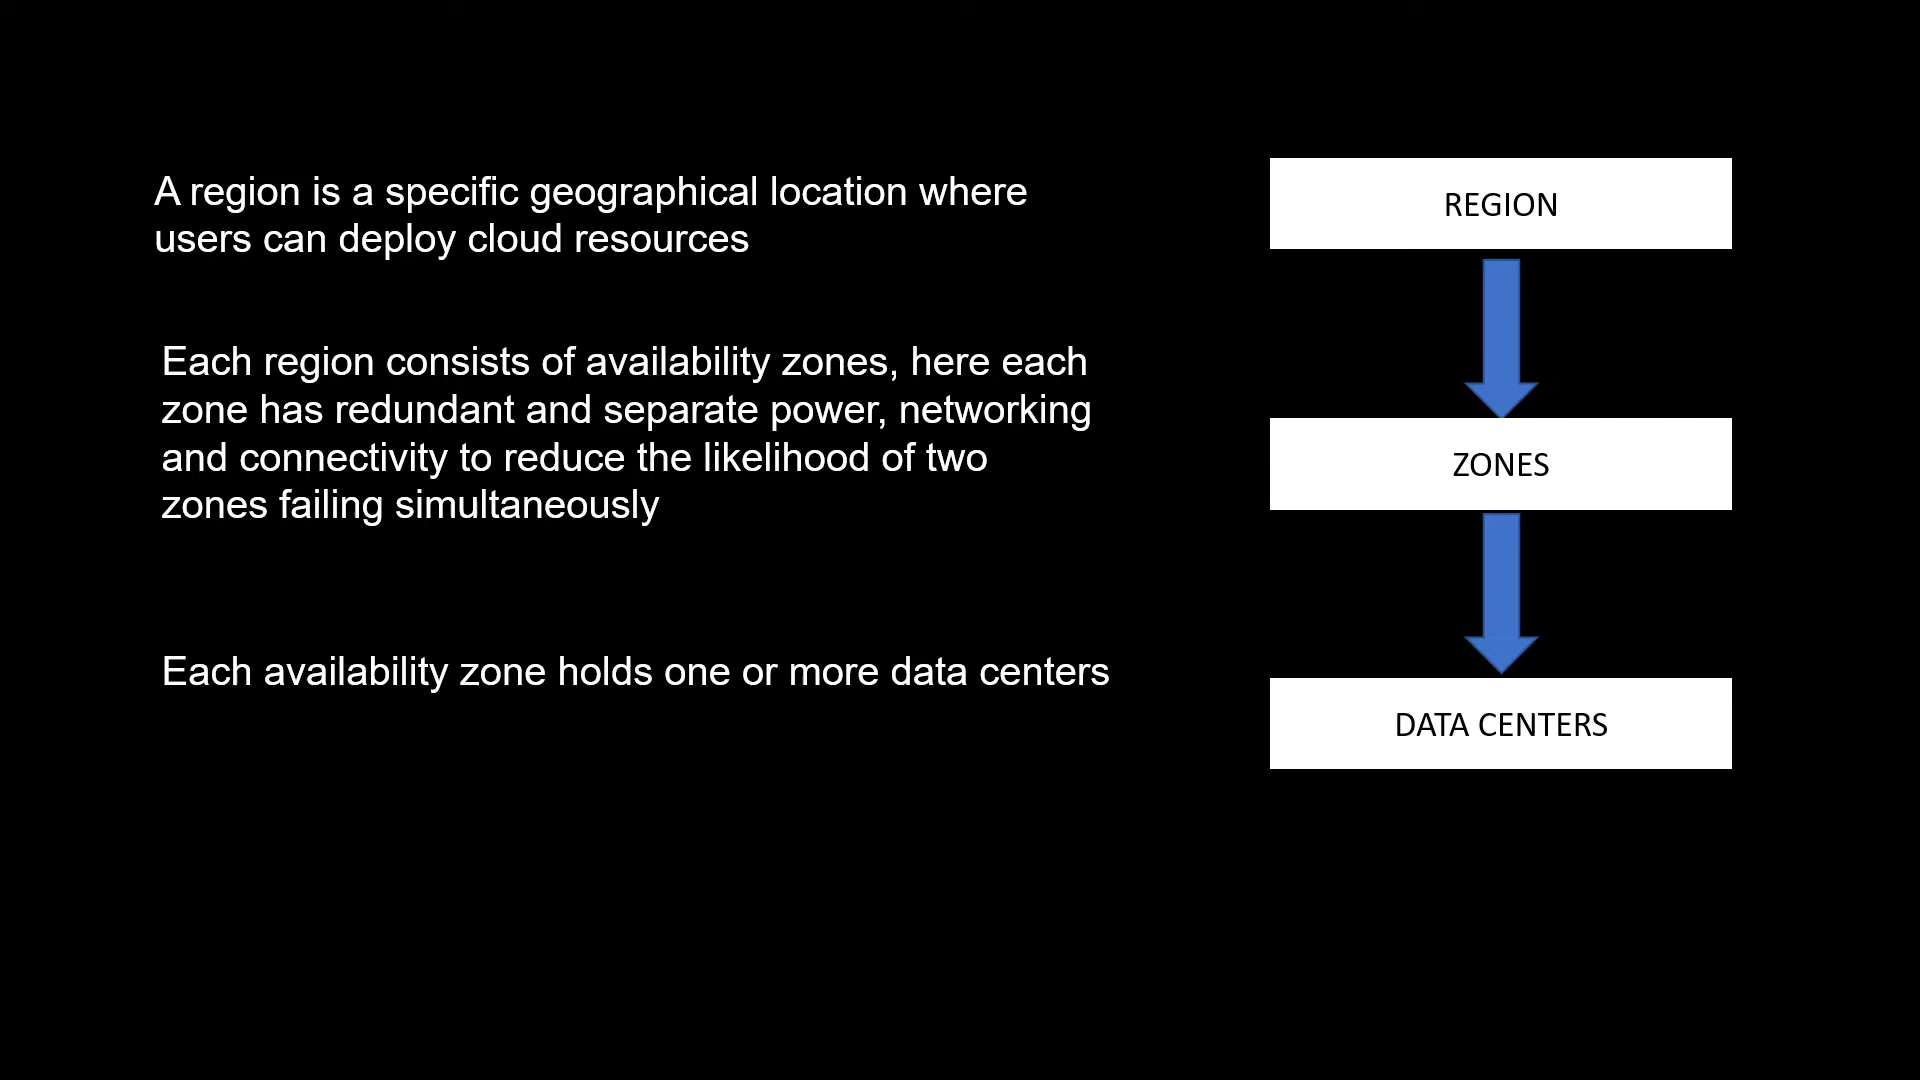 A region is a specific geographical location where
users can deploy cloud resources
REGION
Each region consists of availability zones, here each
zone has redundant and separate power, networking
and connectivity to reduce the likelihood of two
zones failing simultaneously
ZONES
Each availability zone holds one or more data centers
DATA CENTERS